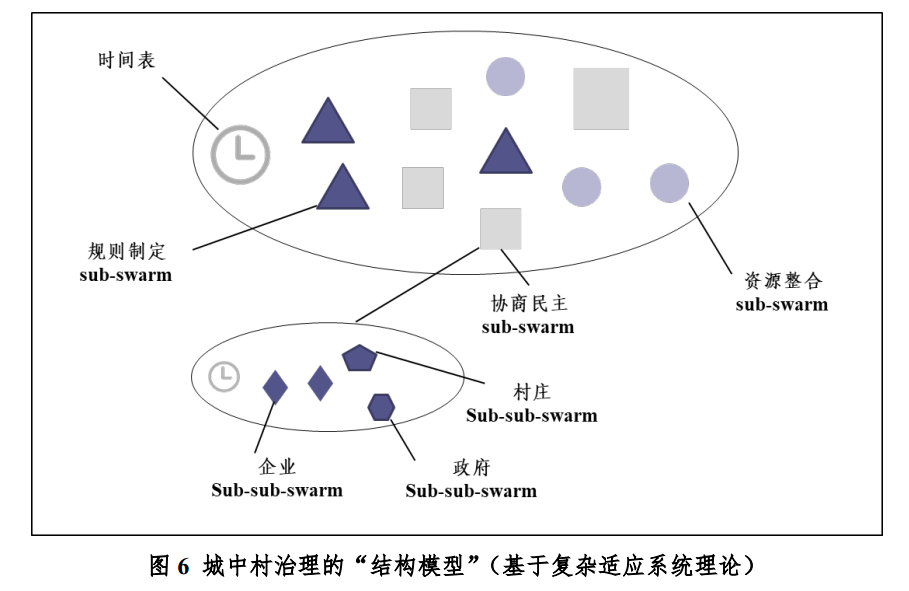 时间表
规则制定
sub-swarm
资源整合
sub-swarm
协商民主
sub-swarm
村庄
Sub-sub-swarm
企业
Sub-sub-swarm
政府
Sub-sub-swarm
图 6 城中村治理的“结构模型”（基于复杂适应系统理论）